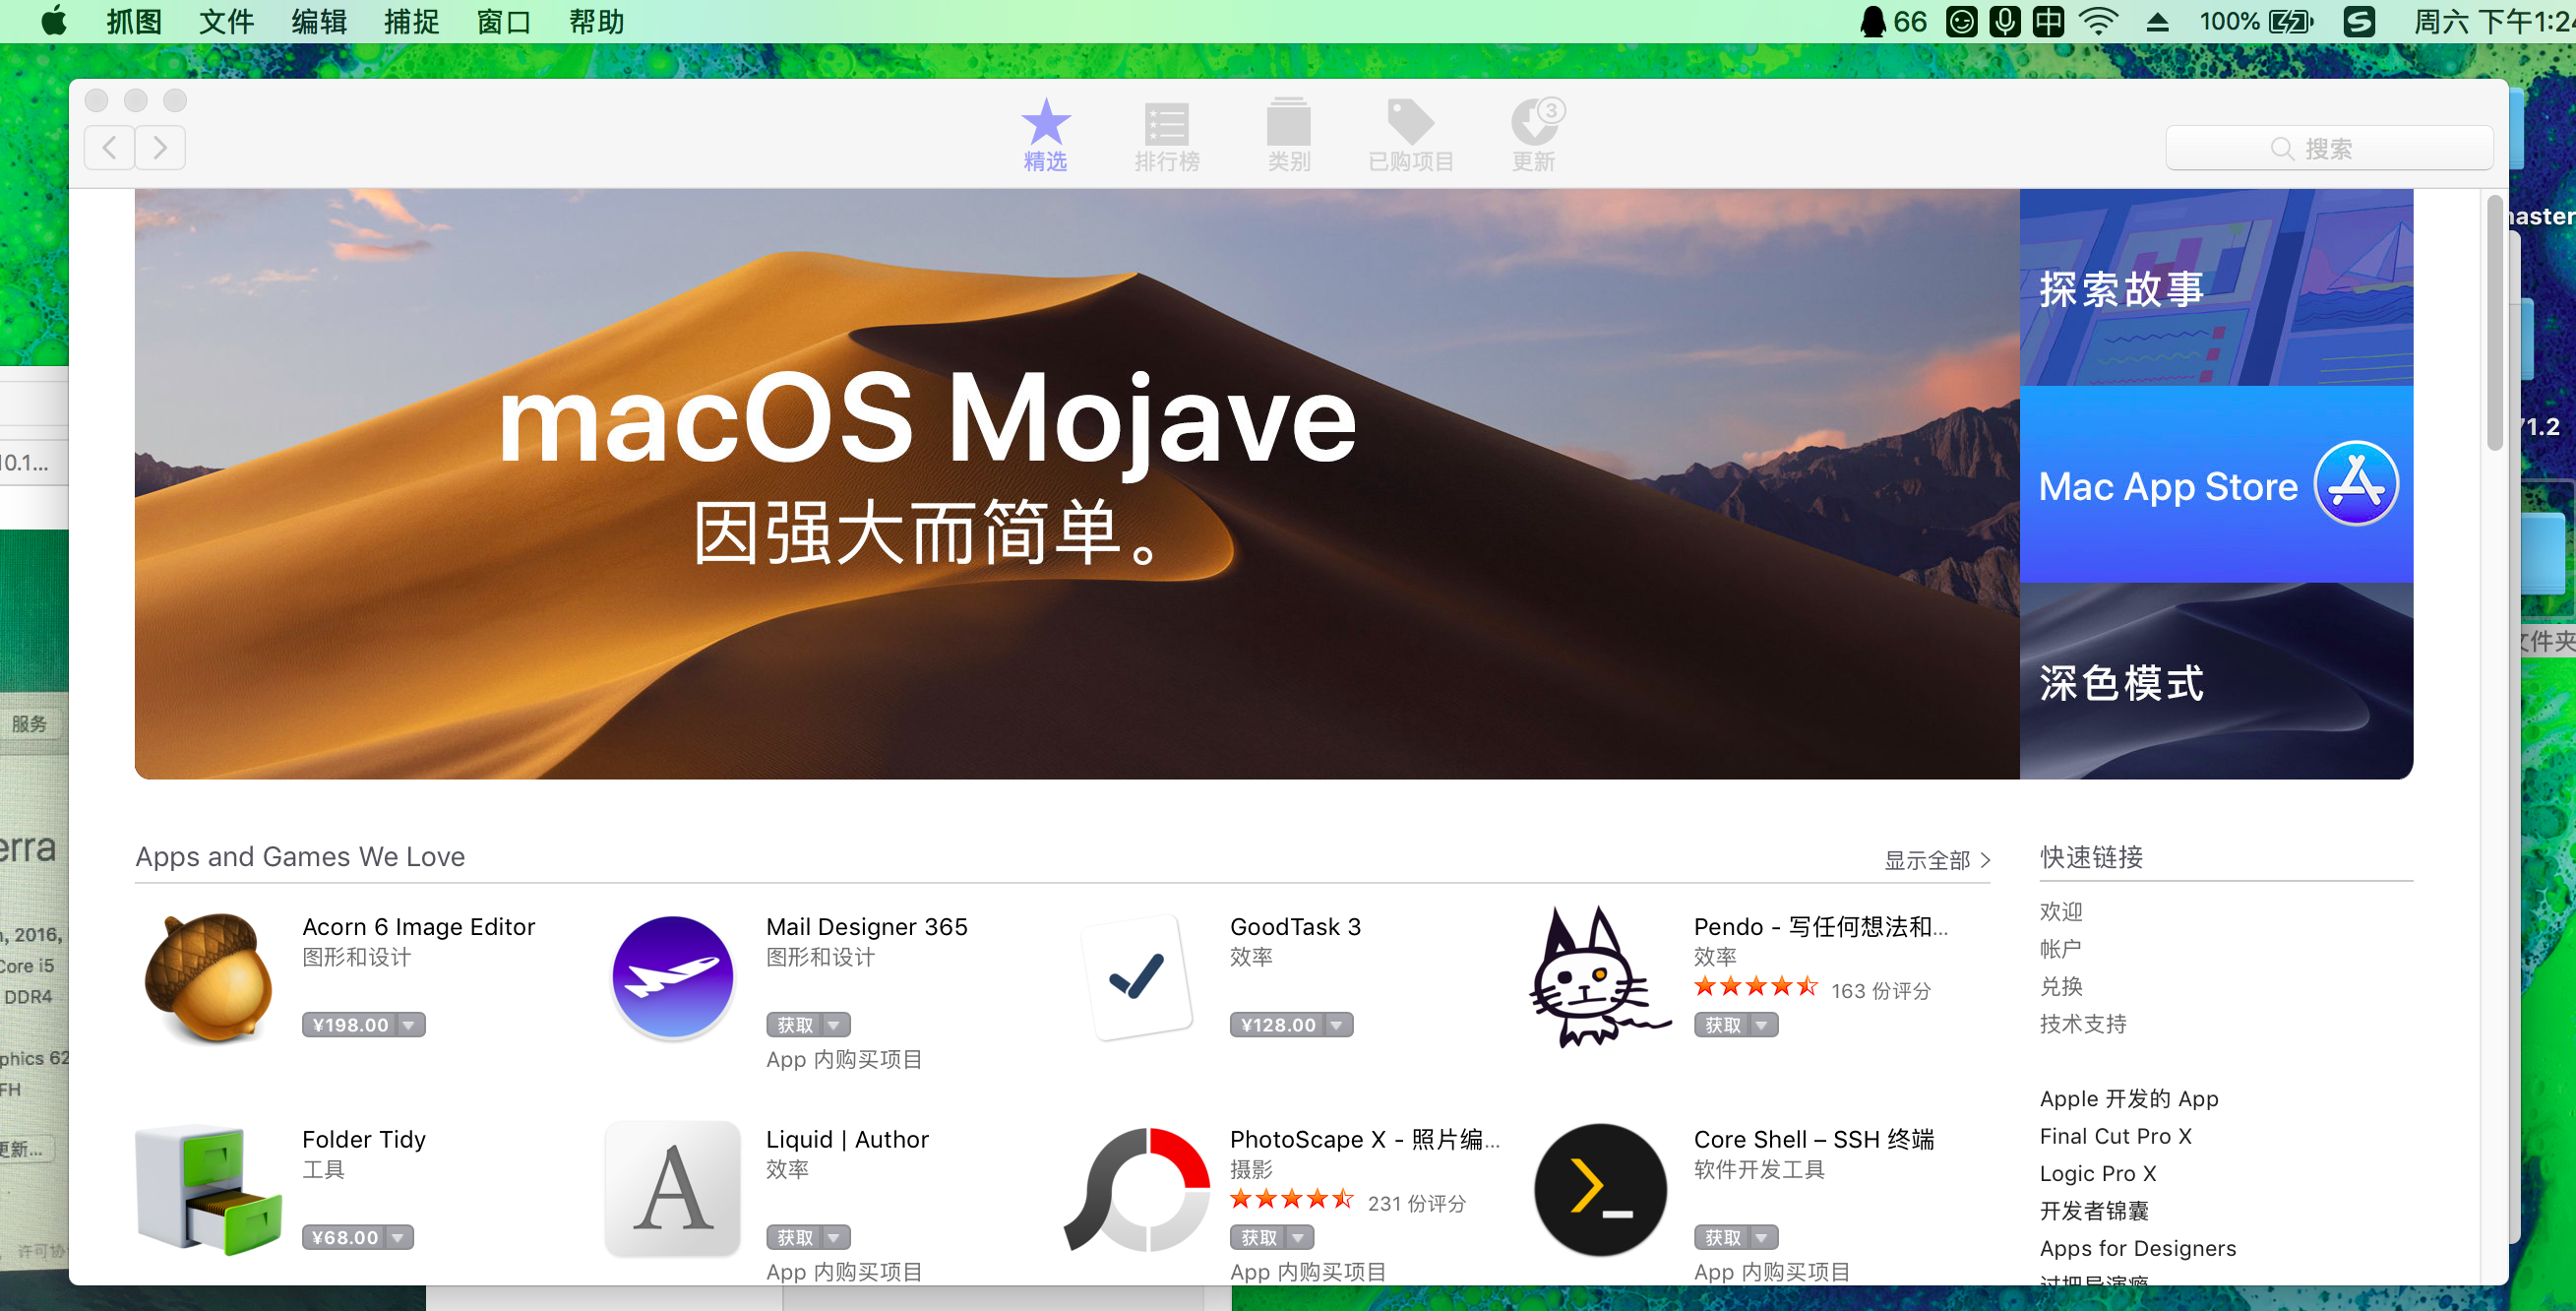 抓图 文件 编辑 捕捉 窗口 帮助
66 中 100% 周六 下午1:2
精选 排行榜 类别 已购项目 更新 3
搜索
macOS Mojave
因强大而简单。
探索故事
Mac App Store
深色模式
Apps and Games We Love
显示全部
Acorn 6 Image Editor
图形和设计
¥198.00
Mail Designer 365
图形和设计
获取
App 内购买项目
GoodTask 3
效率
¥128.00
Pendo - 写任何想法和...
效率
163 份评分
获取
Folder Tidy
工具
¥68.00
Liquid | Author
效率
获取
App 内购买项目
PhotoScape X - 照片编...
摄影
231 份评分
获取
App 内购买项目
Core Shell – SSH 终端
软件开发工具
获取
App 内购买项目
快速链接
欢迎
帐户
兑换
技术支持
Apple 开发的 App
Final Cut Pro X
Logic Pro X
开发者锦囊
Apps for Designers
10.1...
服务
erra
, 2016,
Core i5
DDR4
phics 62
FH
更新...
许可协
aster
71.2
文件夹